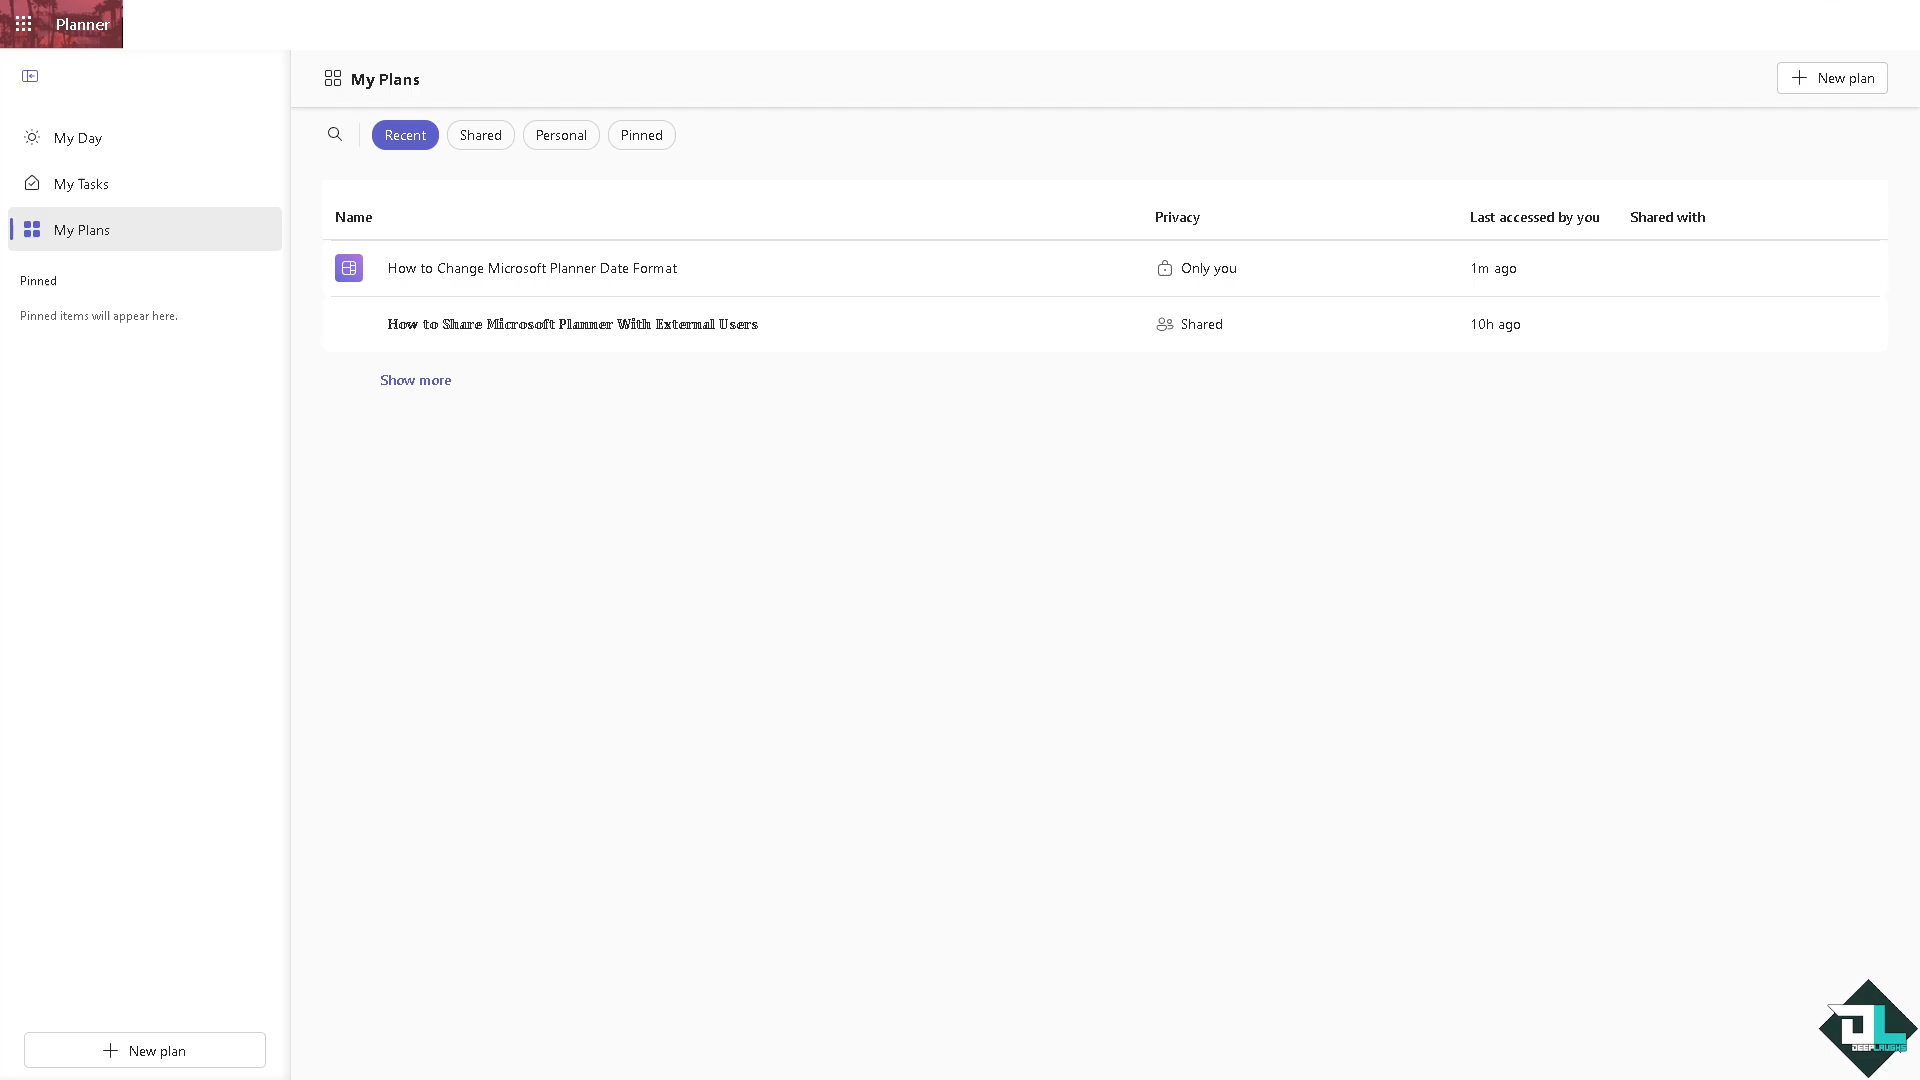 Planner
My Plans
New plan
My Day
My Tasks
My Plans
Pinned
Pinned items will appear here.
New plan
Recent
Shared
Personal
Pinned
Name Privacy Last accessed by you Shared with
How to Change Microsoft Planner Date Format Only you 1m ago
How to Share Microsoft Planner With External Users Shared 10h ago
Show more
DEEPLAUGHS